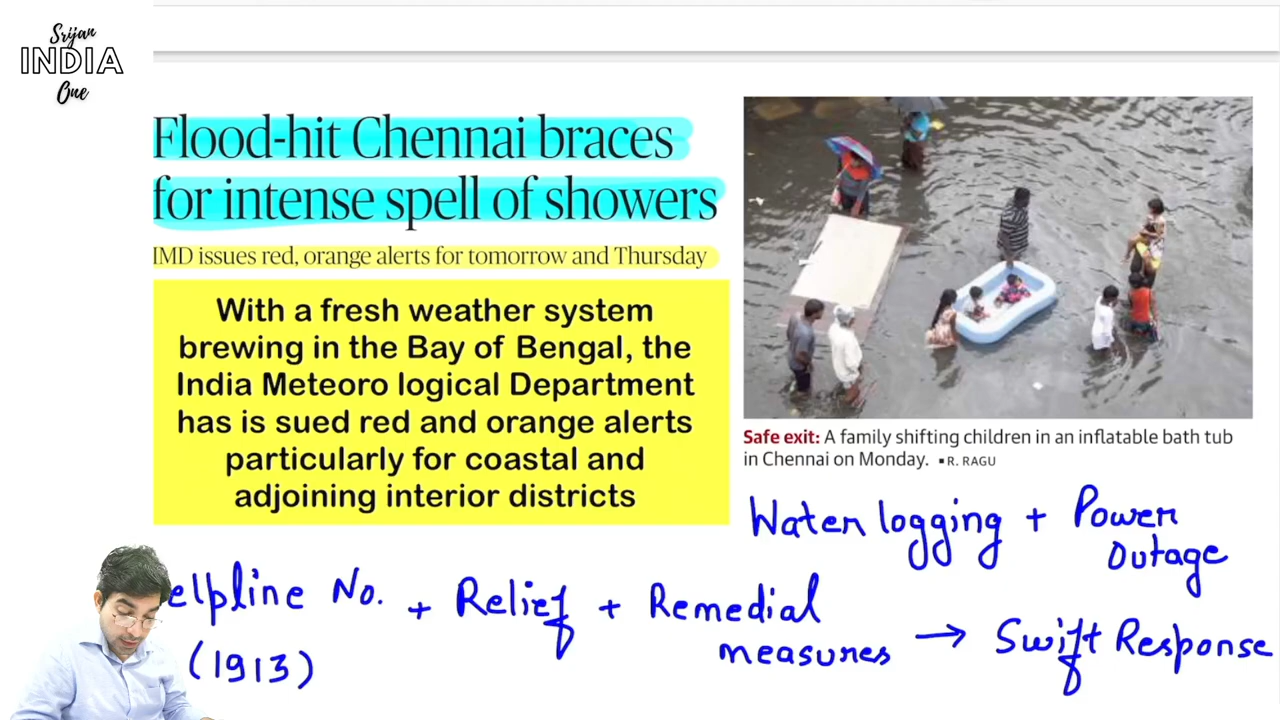 Srijan
INDIA
One
Flood-hit Chennai braces
for intense spell of showers
IMD issues red, orange alerts for tomorrow and Thursday
With a fresh weather system
brewing in the Bay of Bengal, the
India Meteoro logical Department
has is sued red and orange alerts
particularly for coastal and
adjoining interior districts
Safe exit: A family shifting children in an inflatable bath tub
in Chennai on Monday. ▪R. RAGU
Water logging + Power
Outage
elpline No. + Relief + Remedial
measures → Swift Response
(1913)